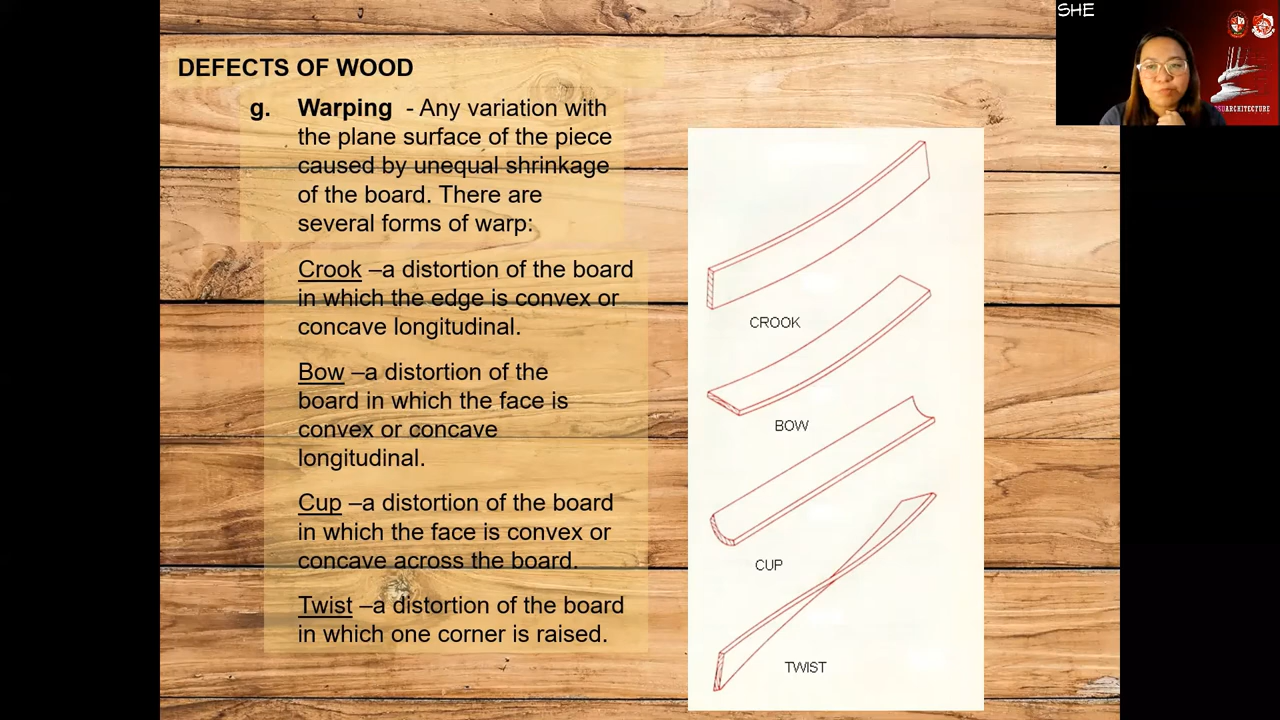 SHE
DEFECTS OF WOOD
g. Warping - Any variation with
the plane surface of the piece
caused by unequal shrinkage
of the board. There are
several forms of warp:
Crook –a distortion of the board
in which the edge is convex or
concave longitudinal.
Bow –a distortion of the
board in which the face is
convex or concave
longitudinal.
Cup –a distortion of the board
in which the face is convex or
concave across the board.
Twist –a distortion of the board
in which one corner is raised.
CROOK
BOW
CUP
TWIST